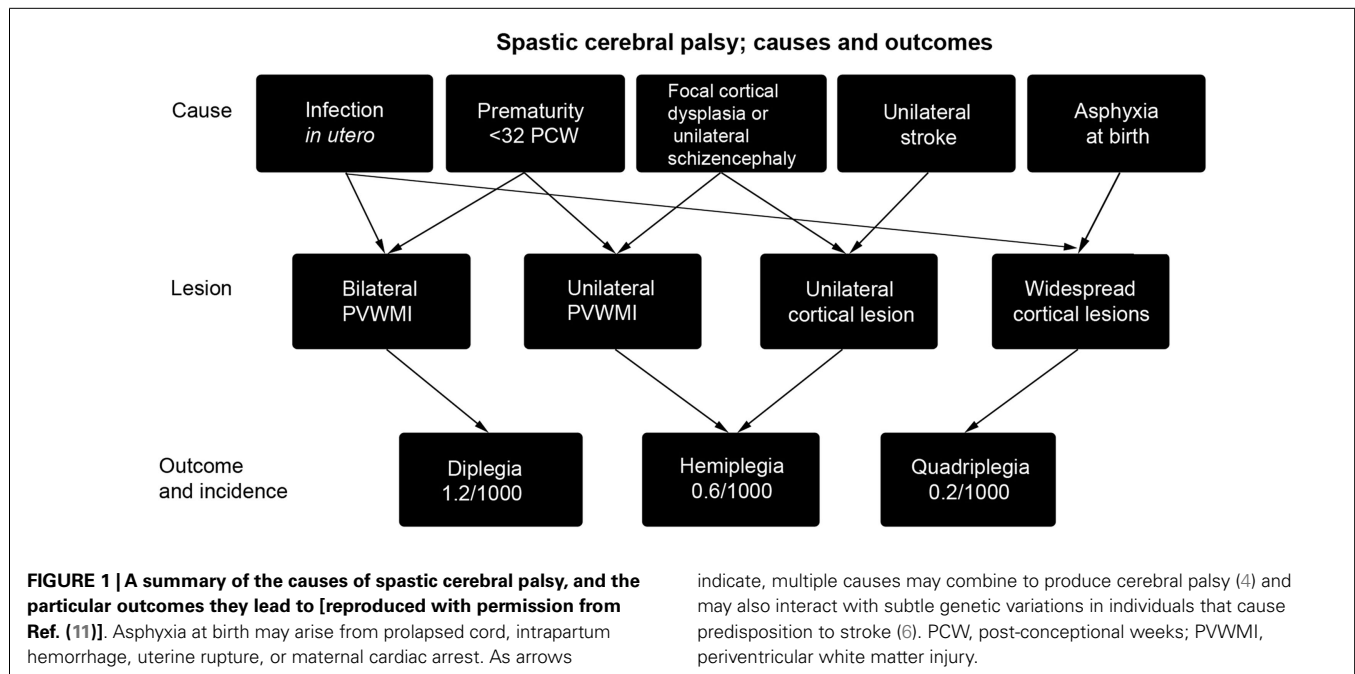 Spastic cerebral palsy; causes and outcomes
Cause
Infection
in utero
Prematurity
<32 PCW
Focal cortical
dysplasia or
unilateral
schizencephaly
Unilateral
stroke
Asphyxia
at birth
Lesion
Bilateral
PVWMI
Unilateral
PVWMI
Unilateral
cortical lesion
Widespread
cortical lesions
Outcome
and incidence
Diplegia
1.2/1000
Hemiplegia
0.6/1000
Quadriplegia
0.2/1000
FIGURE 1 | A summary of the causes of spastic cerebral palsy, and the
particular outcomes they lead to [reproduced with permission from
Ref. (11)]. Asphyxia at birth may arise from prolapsed cord, intrapartum
hemorrhage, uterine rupture, or maternal cardiac arrest. As arrows
indicate, multiple causes may combine to produce cerebral palsy (4) and
may also interact with subtle genetic variations in individuals that cause
predisposition to stroke (6). PCW, post-conceptional weeks; PVWMI,
periventricular white matter injury.